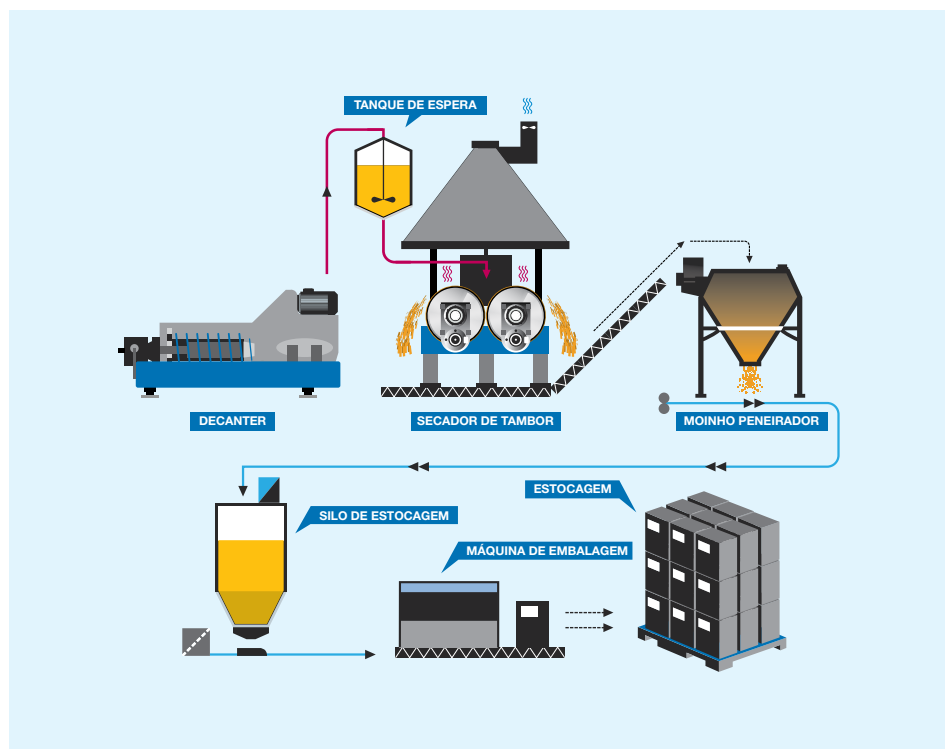 TANQUE DE ESPERA
DECANTER
SECADOR DE TAMBOR
MOINHO PENEIRADOR
ESTOCAGEM
SILO DE ESTOCAGEM
MÁQUINA DE EMBALAGEM